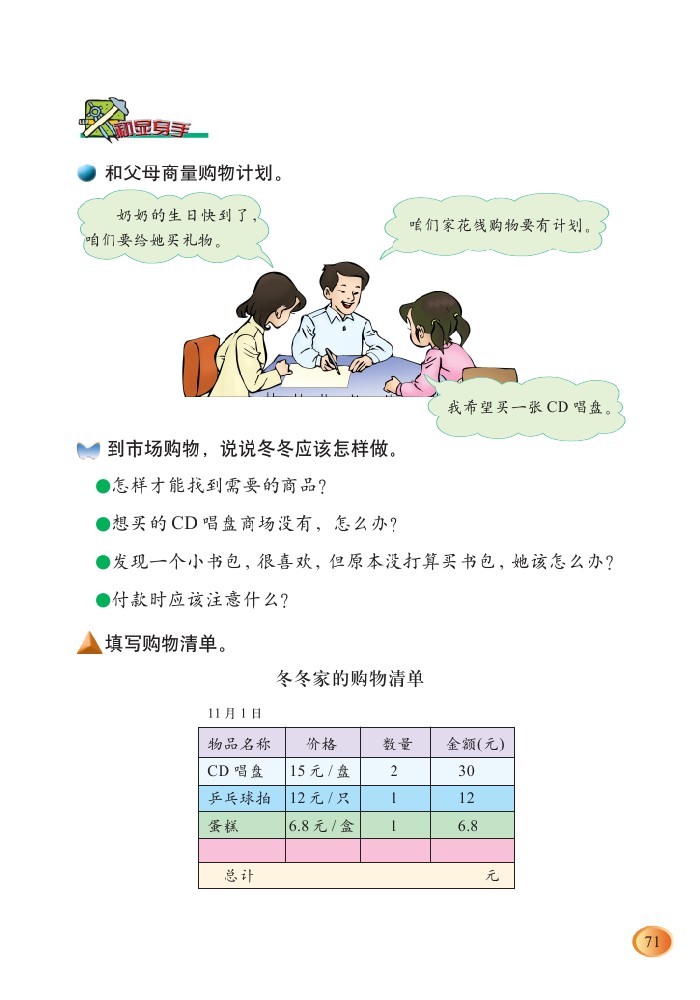 初显身手
和父母商量购物计划。
奶奶的生日快到了，
咱们要给她买礼物。
咱们家花钱购物要有计划。
我希望买一张 CD 唱盘。
到市场购物，说说冬冬应该怎样做。
●怎样才能找到需要的商品？
●想买的 CD 唱盘商场没有，怎么办？
●发现一个小书包，很喜欢，但原本没打算买书包，她该怎么办？
●付款时应该注意什么？
填写购物清单。
冬冬家的购物清单
11 月 1 日
物品名称 价格 数量 金额(元)
CD 唱盘 15 元 / 盘 2 30
乒乓球拍 12 元 / 只 1 12
蛋糕 6.8 元 / 盒 1 6.8
总计 元
71